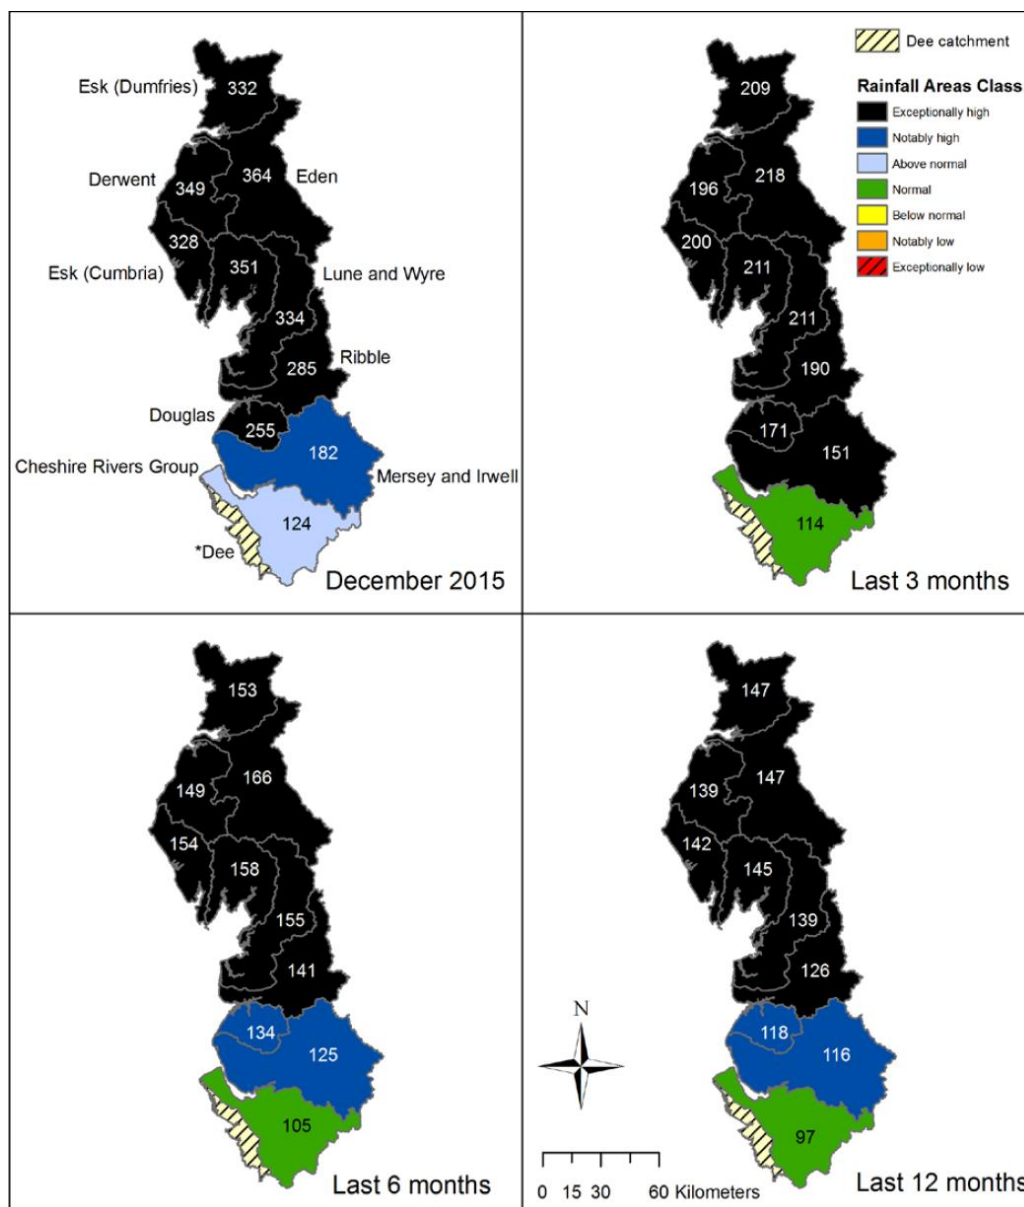 Esk (Dumfries)
332
Derwent
349
364
Eden
328
Esk (Cumbria)
351
Lune and Wyre
334
285
Ribble
Douglas
255
182
Cheshire Rivers Group
Mersey and Irwell
124
*Dee
December 2015
Dee catchment
Rainfall Areas Class
Exceptionally high
Notably high
Above normal
Normal
Below normal
Notably low
Exceptionally low
209
196
218
200
211
211
190
171
151
114
Last 3 months
153
149
166
154
158
155
141
134
125
105
Last 6 months
147
139
147
142
145
139
126
118
116
97
N
0 15 30 60 Kilometers
Last 12 months